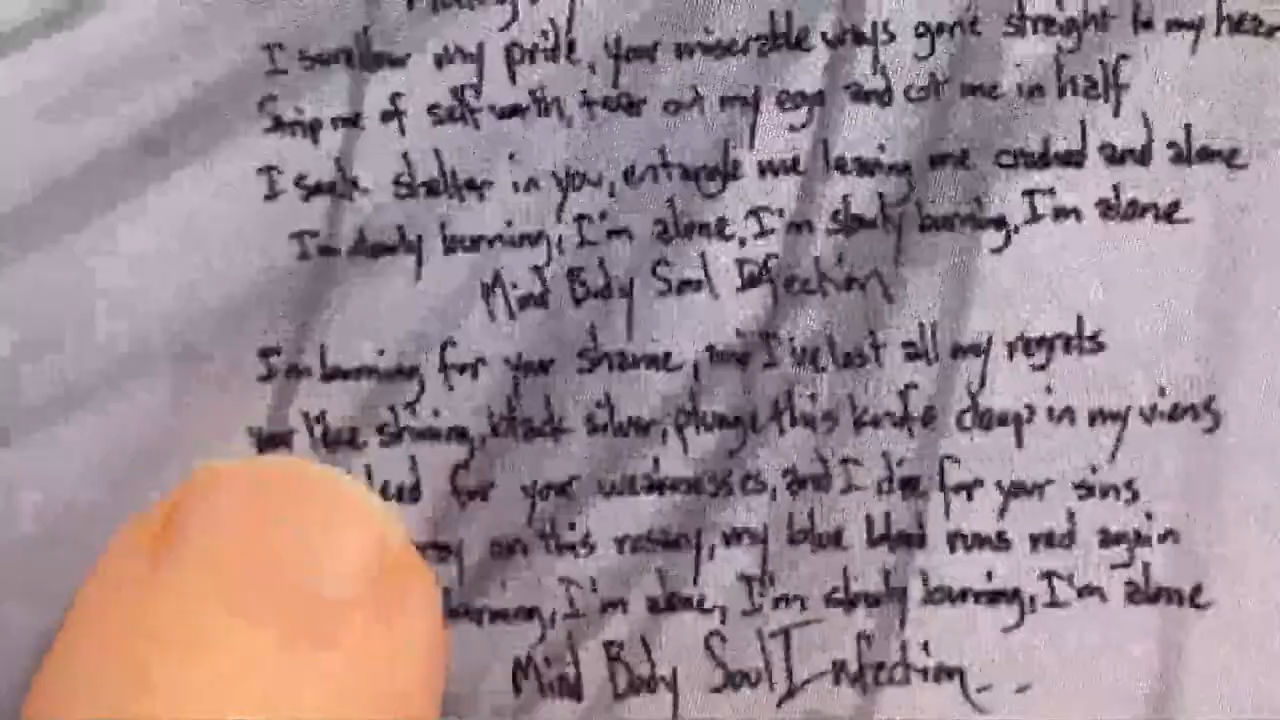 I swallow my pride, your miserable ways gone streight to my hear
Strip me of self worth, tear out my ego and cut me in half
I seek shelter in you, entangle me leaving me crushed and alone
I'm slowly burning, I'm alone, I'm slowly burning, I'm alone
Mind Body Soul Infection
I'm burning for your shame, I've lost all my regrets
your like shining, black silver, plunge this knife deep in my viens
for your weaknesses, and I die for your sins
on this rosary, my blue blood runs red again
burning, I'm alone, I'm slowly burning, I'm alone
Mind Body Soul Infection..